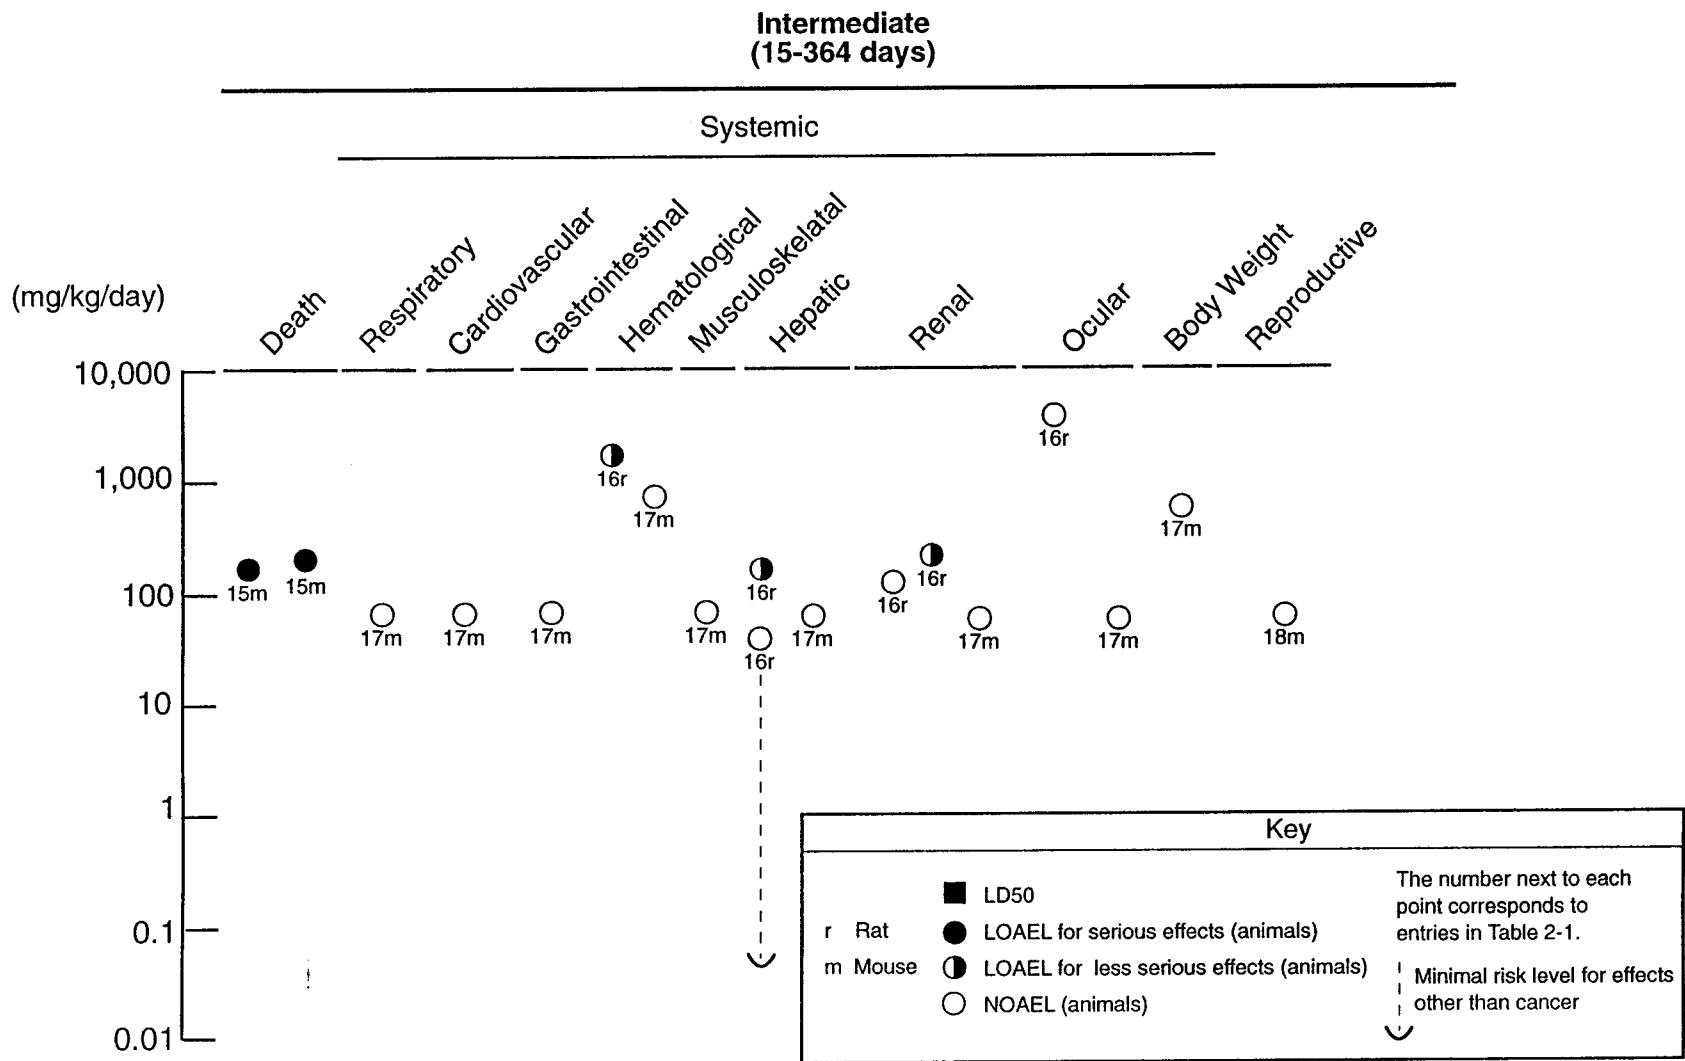 Intermediate
(15-364 days)
Systemic
(mg/kg/day)
Death
Respiratory
Cardiovascular
Gastrointestinal
Hematological
Musculoskelatal
Hepatic
Renal
Ocular
Body Weight
Reproductive
10,000
1,000
100
10
1
0.1
0.01
16r
16r
17m
17m
15m
15m
16r
16r
16r
17m
17m
17m
17m
16r
17m
17m
17m
18m
Key
LD50
r Rat
LOAEL for serious effects (animals)
m Mouse
LOAEL for less serious effects (animals)
NOAEL (animals)
The number next to each
point corresponds to
entries in Table 2-1.
Minimal risk level for effects
other than cancer